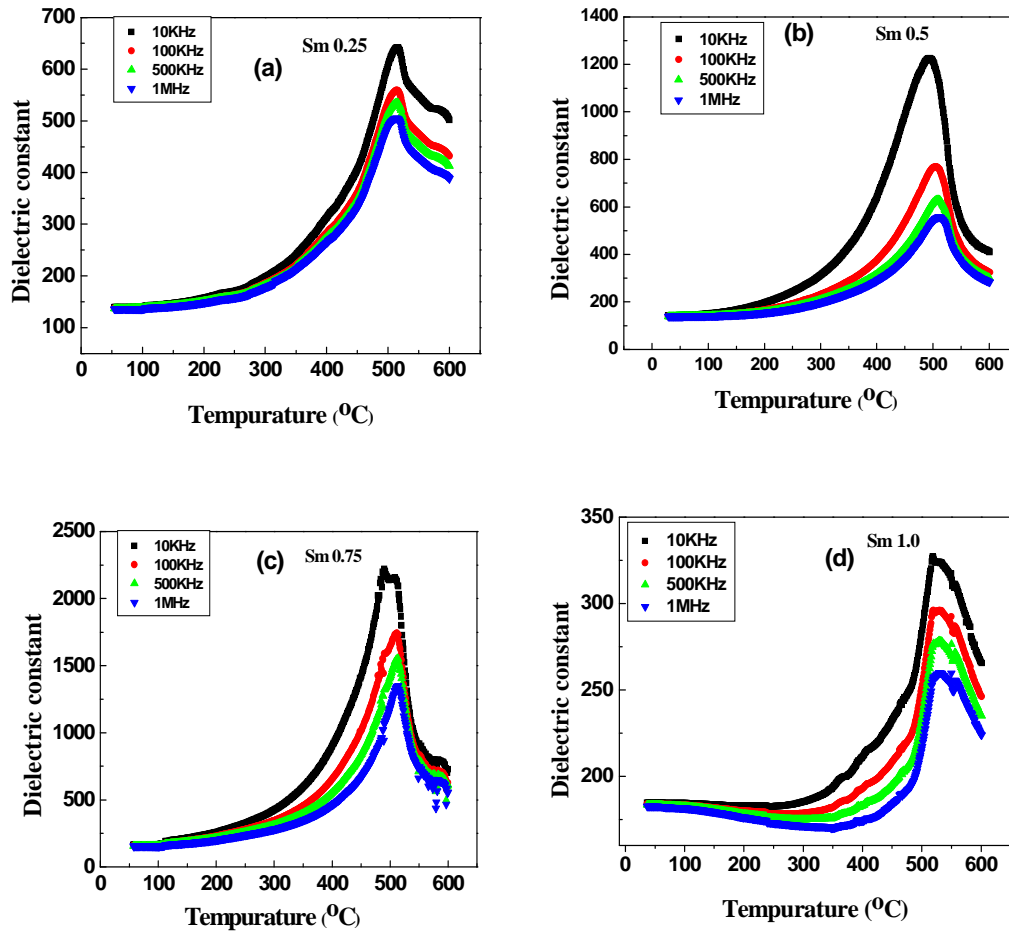 (a)
Sm 0.25
10KHz
100KHz
500KHz
1MHz
Dielectric constant
700
600
500
400
300
200
100
0 100 200 300 400 500 600
Tempurature (OC)
(b)
Sm 0.5
10KHz
100KHz
500KHz
1MHz
Dielectric constant
1400
1200
1000
800
600
400
200
0
0 100 200 300 400 500 600
Tempurature (OC)
(c)
Sm 0.75
10KHz
100KHz
500KHz
1MHz
Dielectric constant
2500
2000
1500
1000
500
0
0 100 200 300 400 500 600
Tempurature (OC)
(d)
Sm 1.0
10KHz
100KHz
500KHz
1MHz
Dielectric constant
350
300
250
200
0 100 200 300 400 500 600
Tempurature (OC)